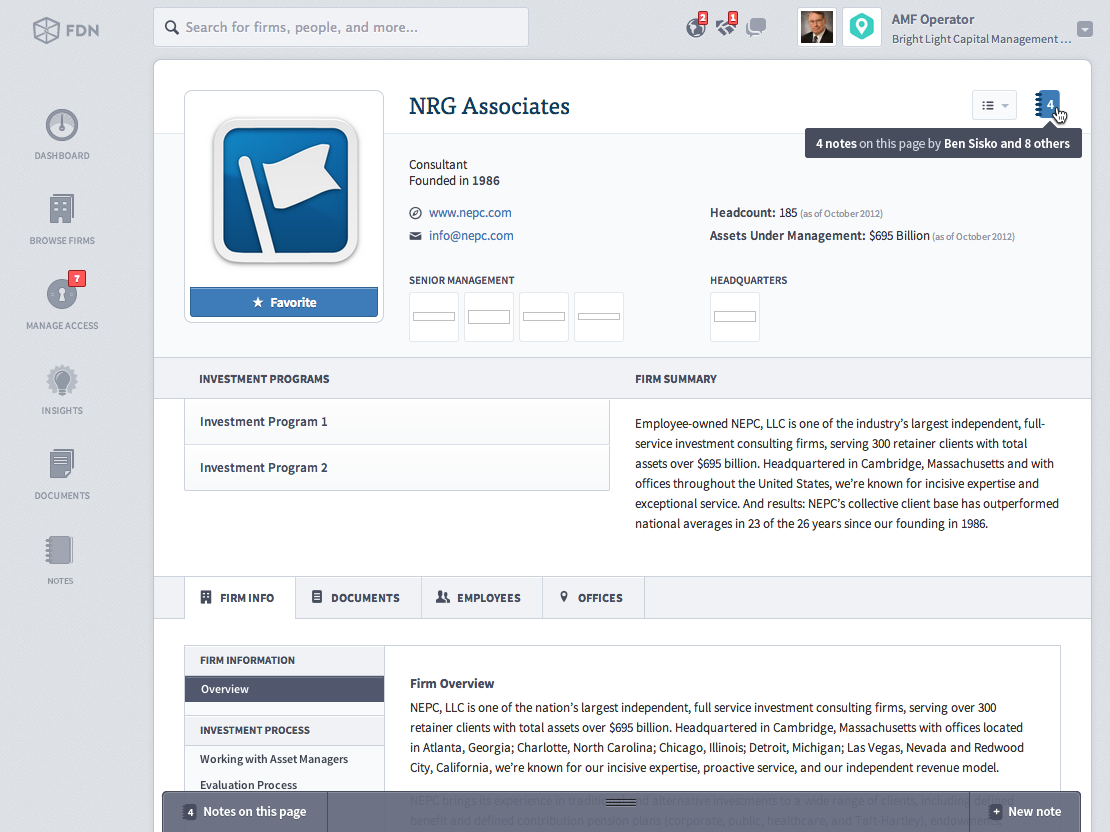 FDN
Search for firms, people, and more...
2
1
AMF Operator
Bright Light Capital Management ...
DASHBOARD
BROWSE FIRMS
7
MANAGE ACCESS
INSIGHTS
DOCUMENTS
NOTES
NRG Associates
4
4 notes on this page by Ben Sisko and 8 others
Consultant
Founded in 1986
www.nepc.com
info@nepc.com
Headcount: 185 (as of October 2012)
Assets Under Management: $695 Billion (as of October 2012)
★ Favorite
SENIOR MANAGEMENT
HEADQUARTERS
INVESTMENT PROGRAMS
Investment Program 1
Investment Program 2
FIRM SUMMARY
Employee-owned NEPC, LLC is one of the industry's largest independent, full-
service investment consulting firms, serving 300 retainer clients with total
assets over $695 billion. Headquartered in Cambridge, Massachusetts and with
offices throughout the United States, we're known for incisive expertise and
exceptional service. And results: NEPC's collective client base has outperformed
national averages in 23 of the 26 years since our founding in 1986.
FIRM INFO
DOCUMENTS
EMPLOYEES
OFFICES
FIRM INFORMATION
Overview
INVESTMENT PROCESS
Working with Asset Managers
Evaluation Process
Firm Overview
NEPC, LLC is one of the nation's largest independent, full service investment consulting firms, serving over 300
retainer clients with total assets over $695 billion. Headquartered in Cambridge, Massachusetts with offices located
in Atlanta, Georgia; Charlotte, North Carolina; Chicago, Illinois; Detroit, Michigan; Las Vegas, Nevada and Redwood
City, California, we're known for our incisive expertise, proactive service, and our independent revenue model.
NEPC brings its experience in traditional and alternative investments to a wide range of clients, including defined
benefit and defined contribution pension plans (corporate, public, healthcare, and Taft-Hartley), endowments
4 Notes on this page
+ New note